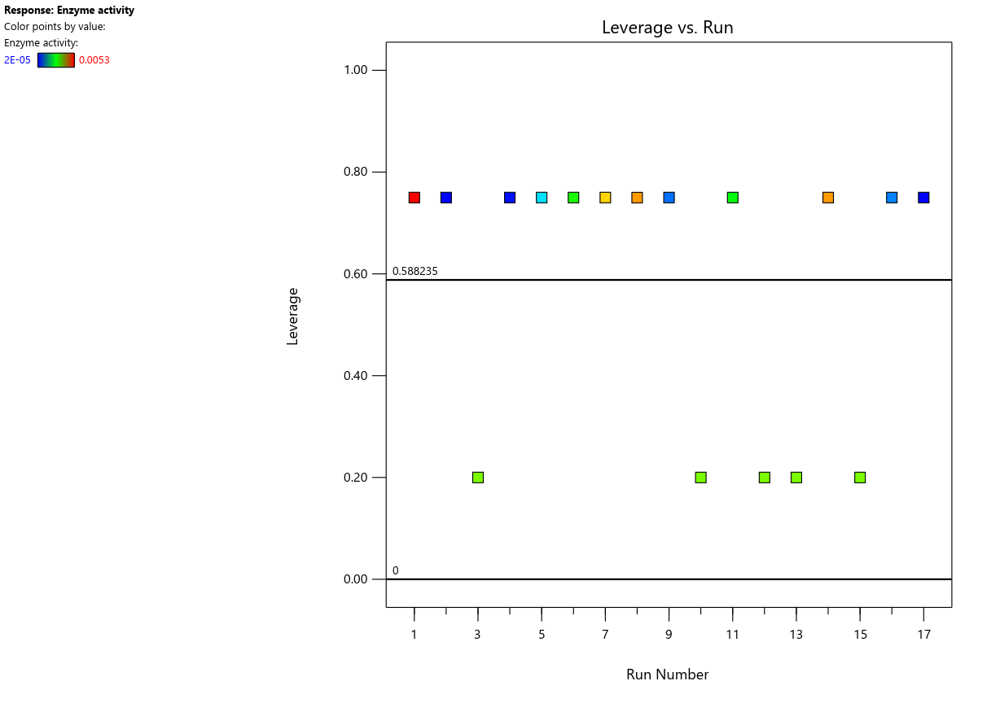 Response: Enzyme activity
Color points by value:
Enzyme activity:
2E-05 0.0053
Leverage vs. Run
1.00
0.80
0.60
0.588235
0.40
0.20
0.00
0
Leverage
1 3 5 7 9 11 13 15 17
Run Number